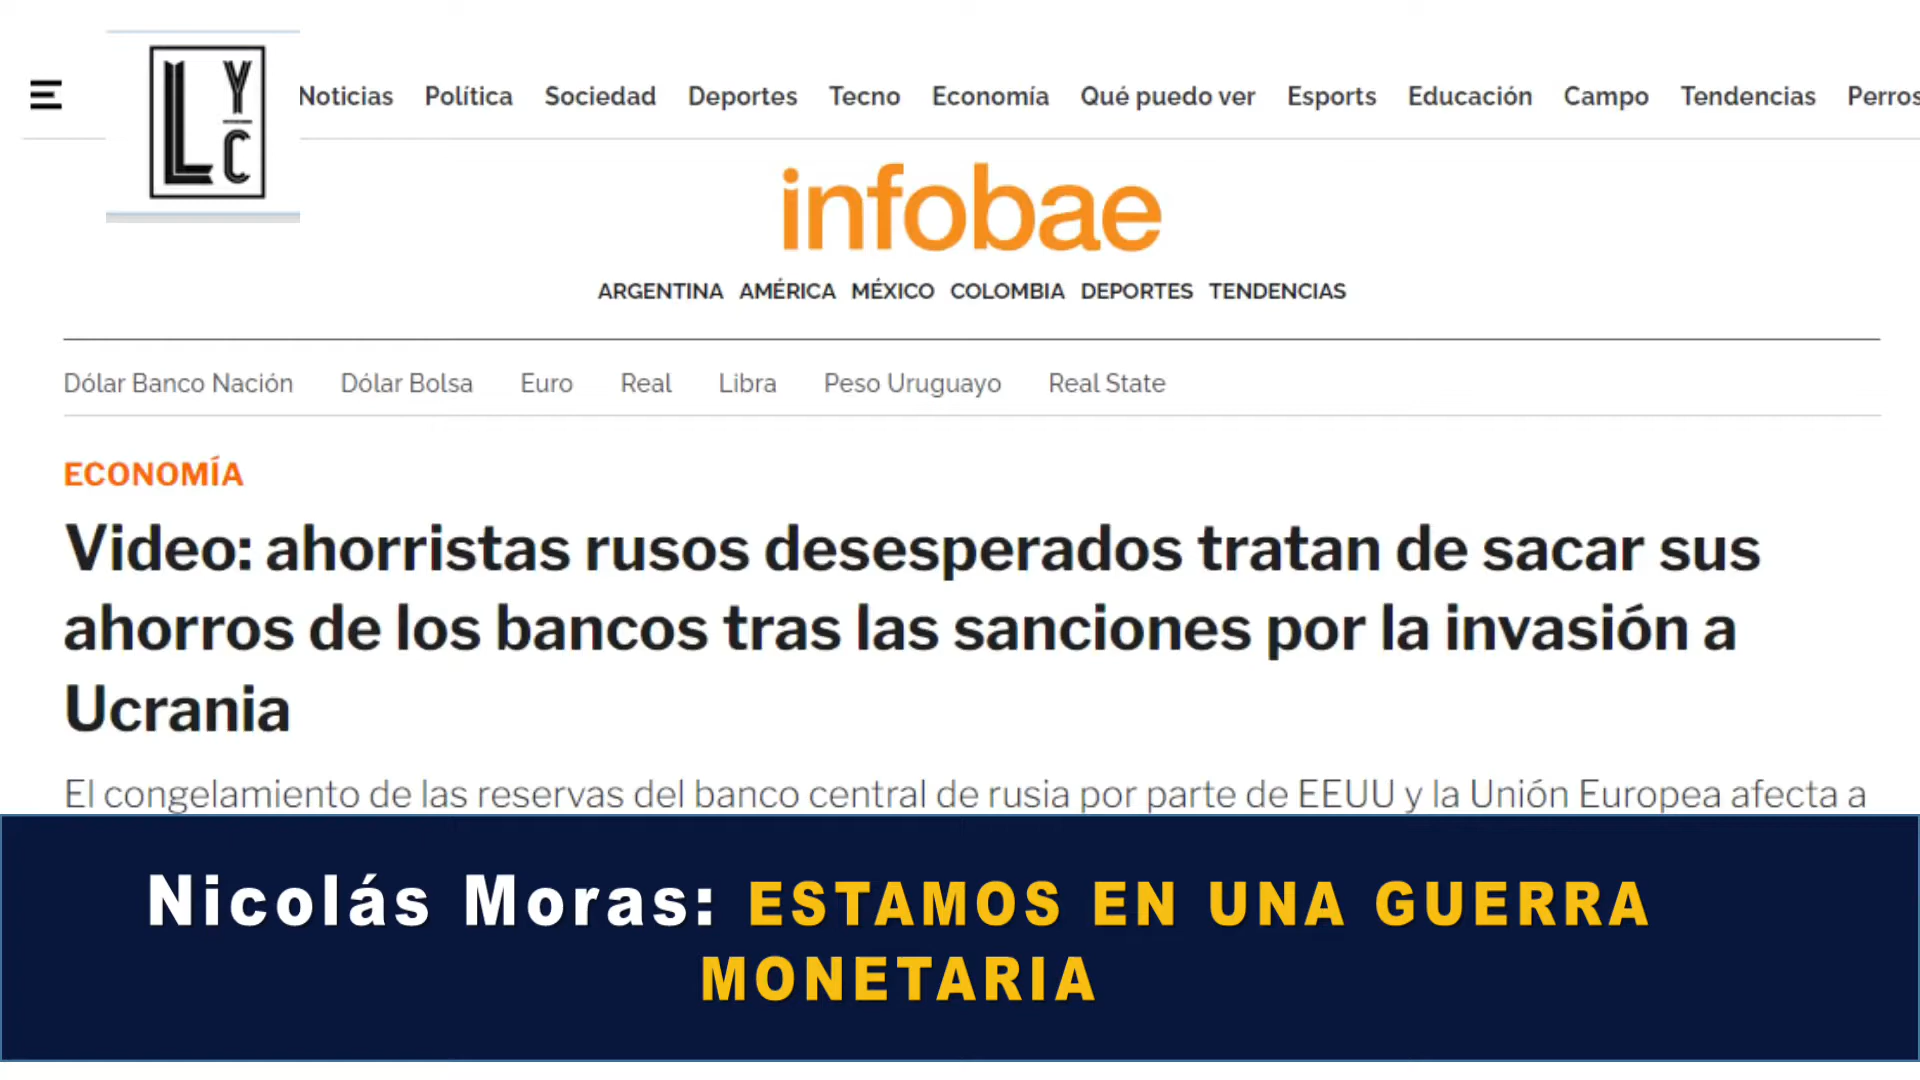 L Y C
Noticias Política Sociedad Deportes Tecno Economía Qué puedo ver Esports Educación Campo Tendencias Perros
infobae
ARGENTINA AMÉRICA MÉXICO COLOMBIA DEPORTES TENDENCIAS
Dólar Banco Nación Dólar Bolsa Euro Real Libra Peso Uruguayo Real State
ECONOMÍA
Video: ahorristas rusos desesperados tratan de sacar sus
ahorros de los bancos tras las sanciones por la invasión a
Ucrania
El congelamiento de las reservas del banco central de rusia por parte de EEUU y la Unión Europea afecta a
Nicolás Moras: ESTAMOS EN UNA GUERRA
MONETARIA